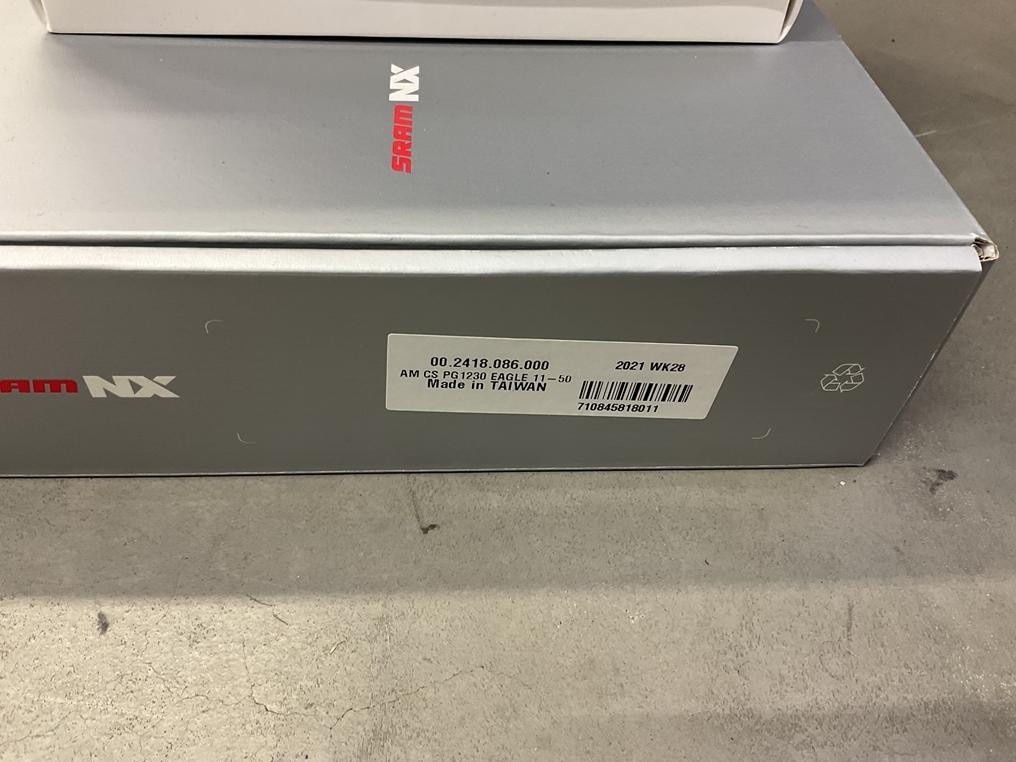 SRAM NX
00.2418.086.000
2021 WK28
AM CS PG1230 EAGLE 11-50
Made in TAIWAN
710845818011
NX